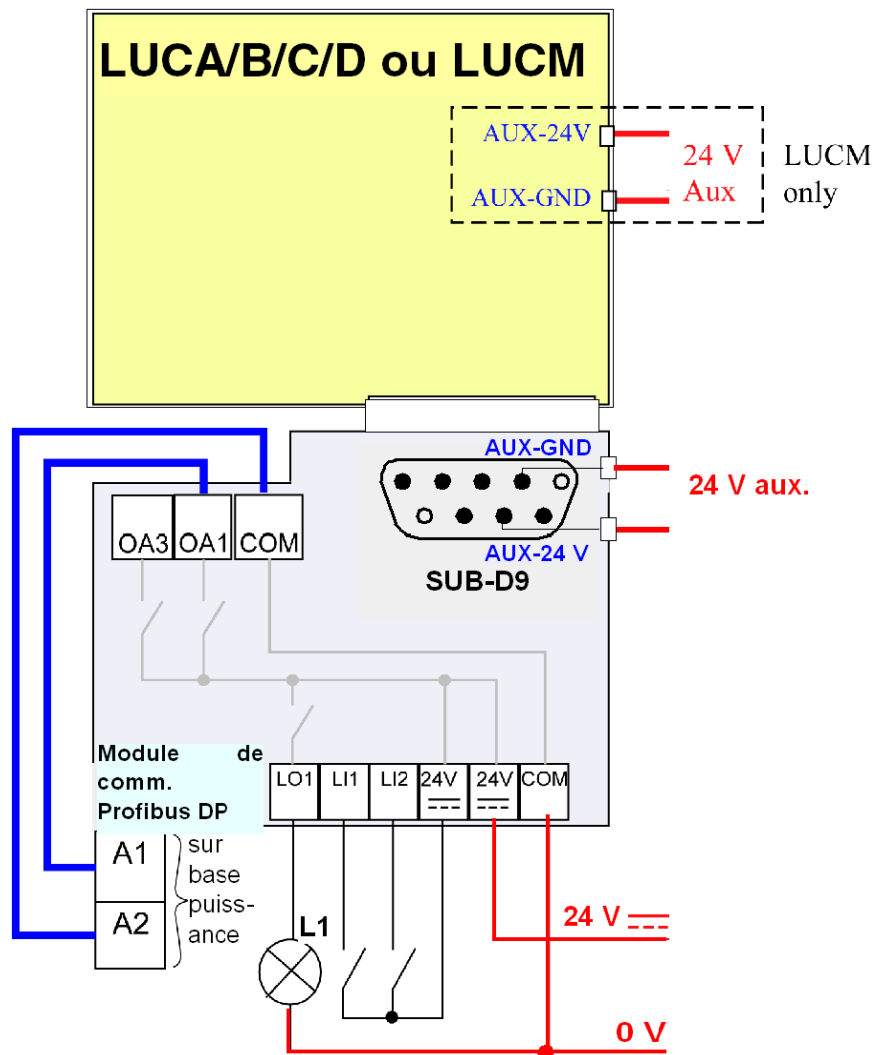 LUCA/B/C/D ou LUCM
AUX-24V
24 V
Aux
AUX-GND
LUCM
only
AUX-GND
24 V aux.
AUX-24 V
SUB-D9
OA3
OA1
COM
Module de
comm.
Profibus DP
LO1
LI1
LI2
24V
24V
COM
A1
A2
sur
base
puiss-
ance
L1
24 V
0 V